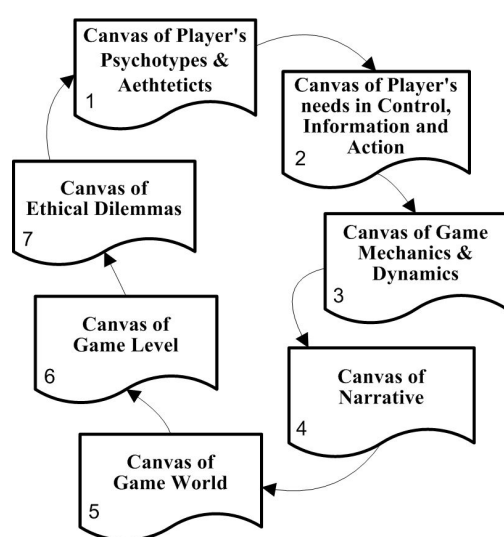 Canvas of Player's
Psychotypes &
Aethteticts
1
Canvas of Player's
needs in Control,
Information and
Action
2
Canvas of Game
Mechanics &
Dynamics
3
Canvas of
Narrative
4
Canvas of
Game World
5
Canvas of
Game Level
6
Canvas of
Ethical Dilemmas
7